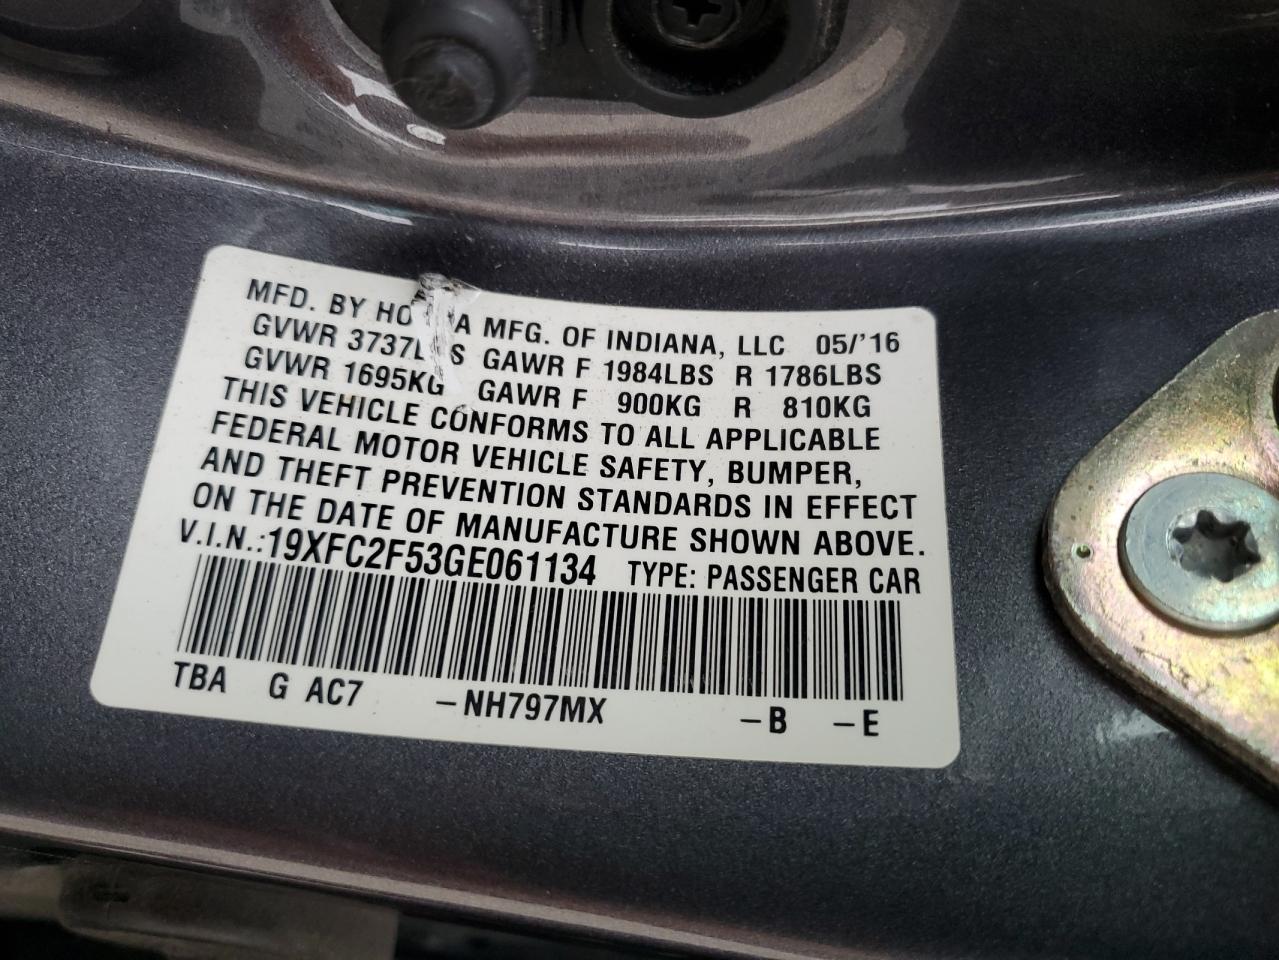 MFD. BY HONDA MFG. OF INDIANA, LLC 05/'16
GVWR 3737LBS GAWR F 1984LBS R 1786LBS
GVWR 1695KG GAWR F 900KG R 810KG
THIS VEHICLE CONFORMS TO ALL APPLICABLE
FEDERAL MOTOR VEHICLE SAFETY, BUMPER,
AND THEFT PREVENTION STANDARDS IN EFFECT
ON THE DATE OF MANUFACTURE SHOWN ABOVE.
V.I.N.:19XFC2F53GE061134 TYPE: PASSENGER CAR
TBA G AC7 –NH797MX –B –E